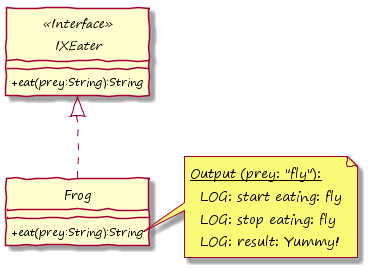 «Interface»
IXEater
+eat(prey:String):String
Frog
+eat(prey:String):String
Output (prey: "fly"):
LOG: start eating: fly
LOG: stop eating: fly
LOG: result: Yummy!